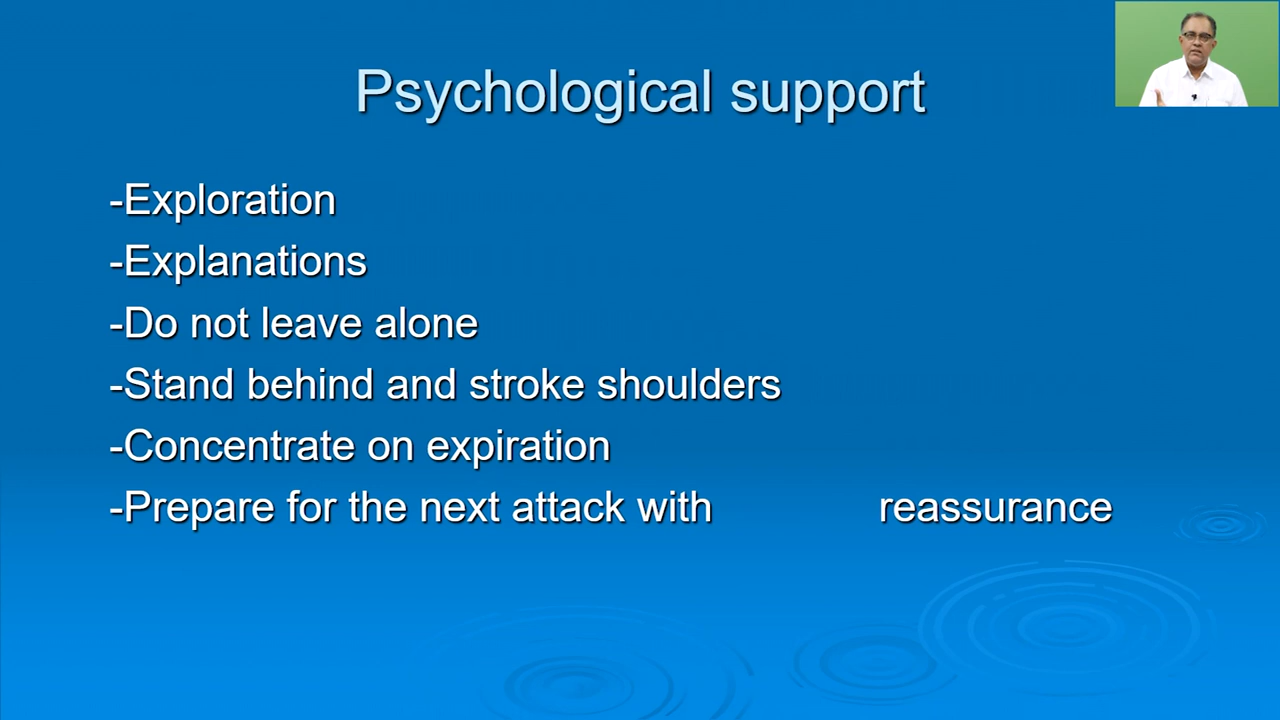 Psychological support
-Exploration
-Explanations
-Do not leave alone
-Stand behind and stroke shoulders
-Concentrate on expiration
-Prepare for the next attack with reassurance